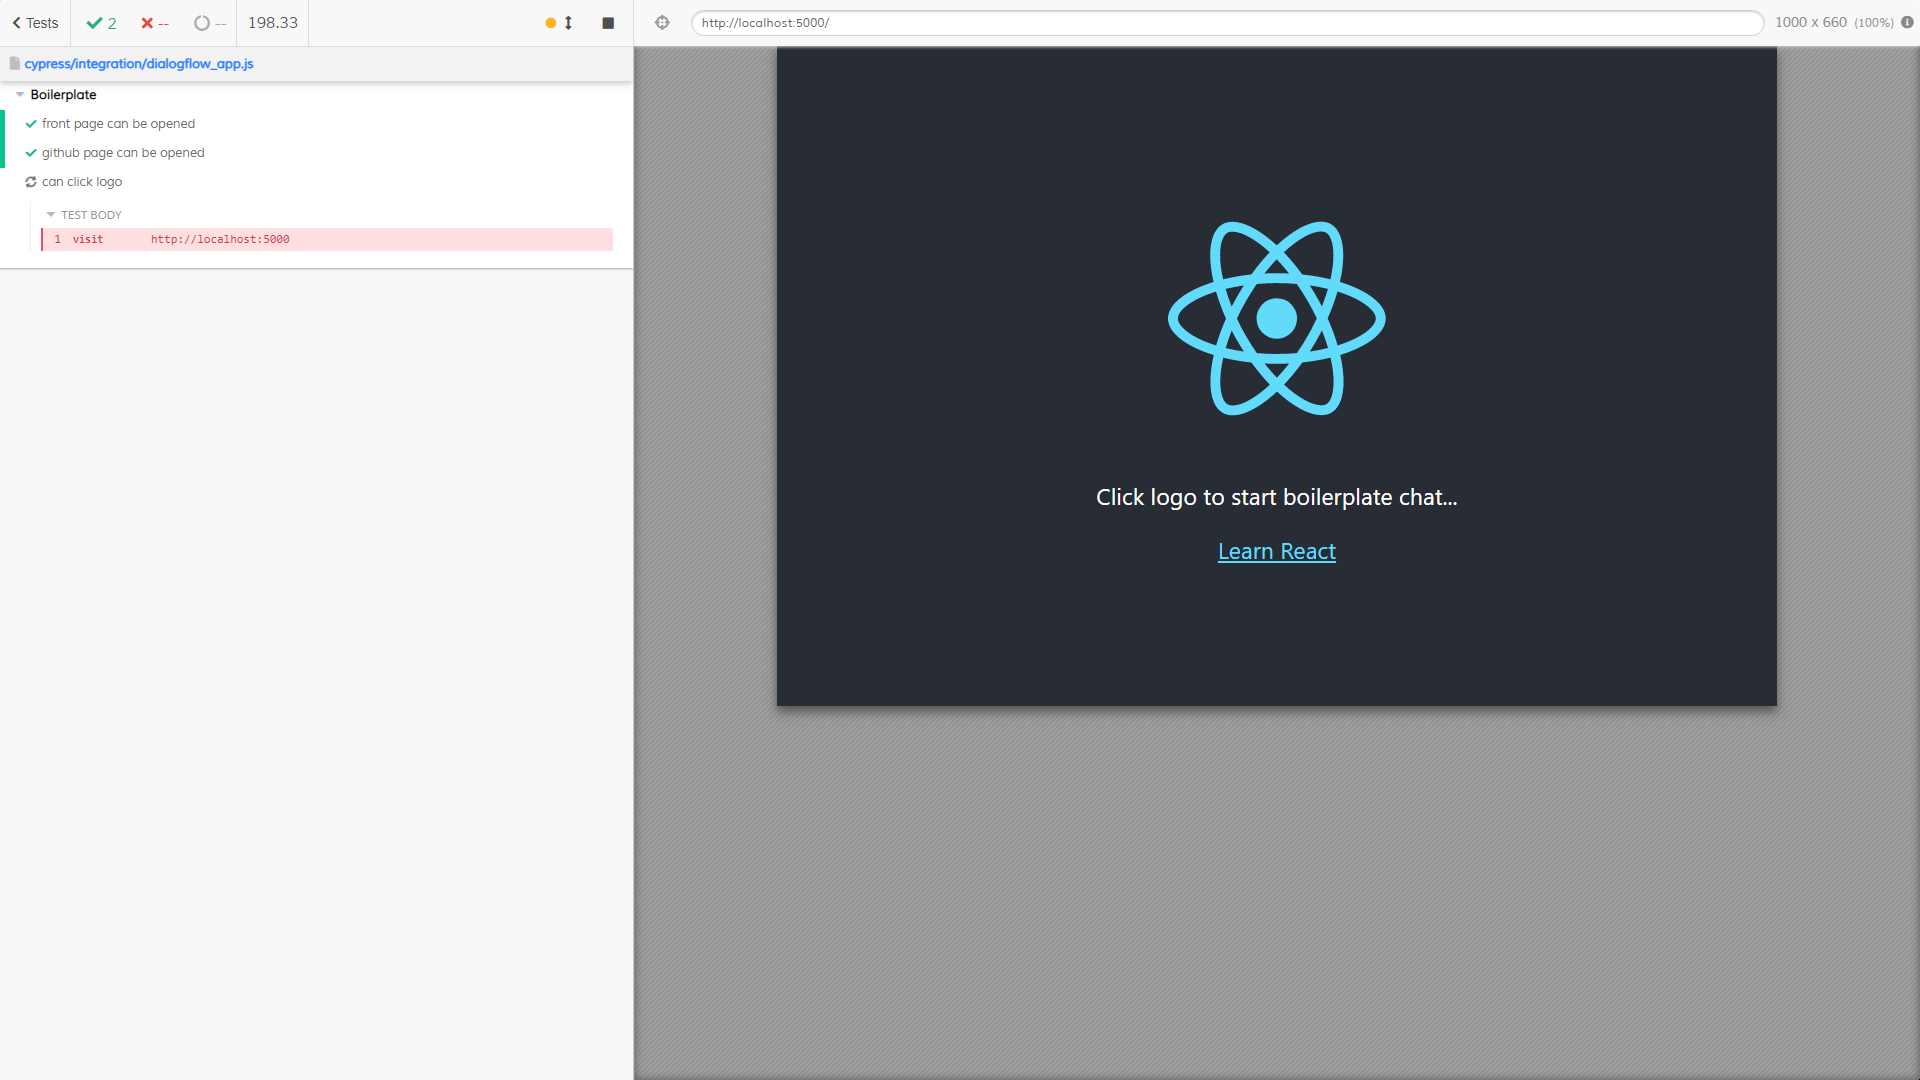 Tests
2
--
--
198.33
http://localhost:5000/
1000 x 660 (100%)
cypress/integration/dialogflow_app.js
Boilerplate
front page can be opened
github page can be opened
can click logo
TEST BODY
1 visit http://localhost:5000
Click logo to start boilerplate chat...
Learn React